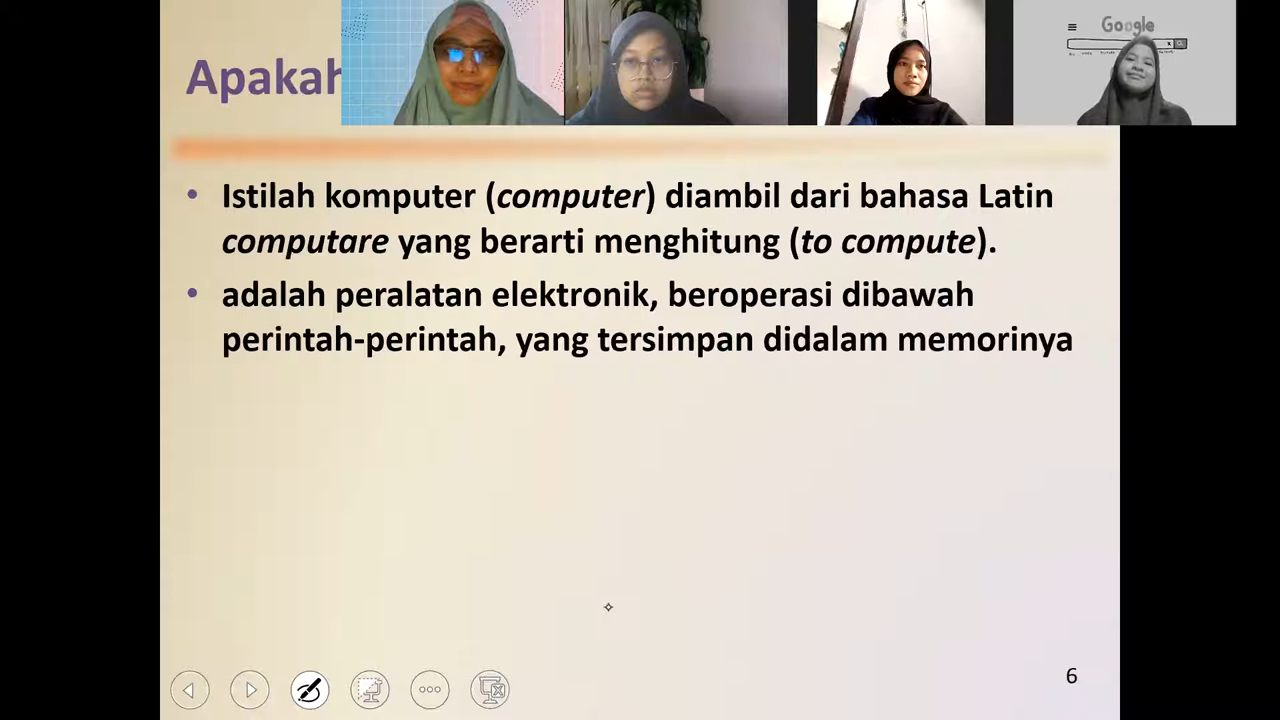 Apakah
Google
• Istilah komputer (computer) diambil dari bahasa Latin
computare yang berarti menghitung (to compute).
• adalah peralatan elektronik, beroperasi dibawah
perintah-perintah, yang tersimpan didalam memorinya
6